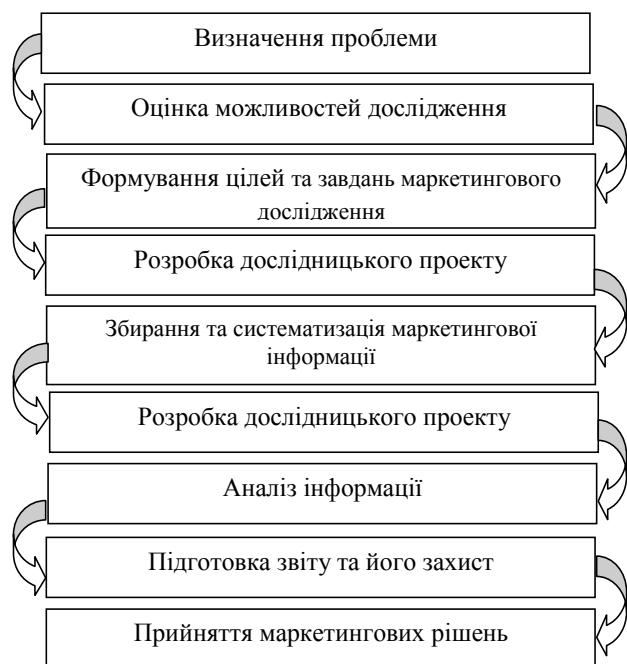 Визначення проблеми
Оцінка можливостей дослідження
Формування цілей та завдань маркетингового
дослідження
Розробка дослідницького проекту
Збирання та систематизація маркетингової
інформації
Розробка дослідницького проекту
Аналіз інформації
Підготовка звіту та його захист
Прийняття маркетингових рішень